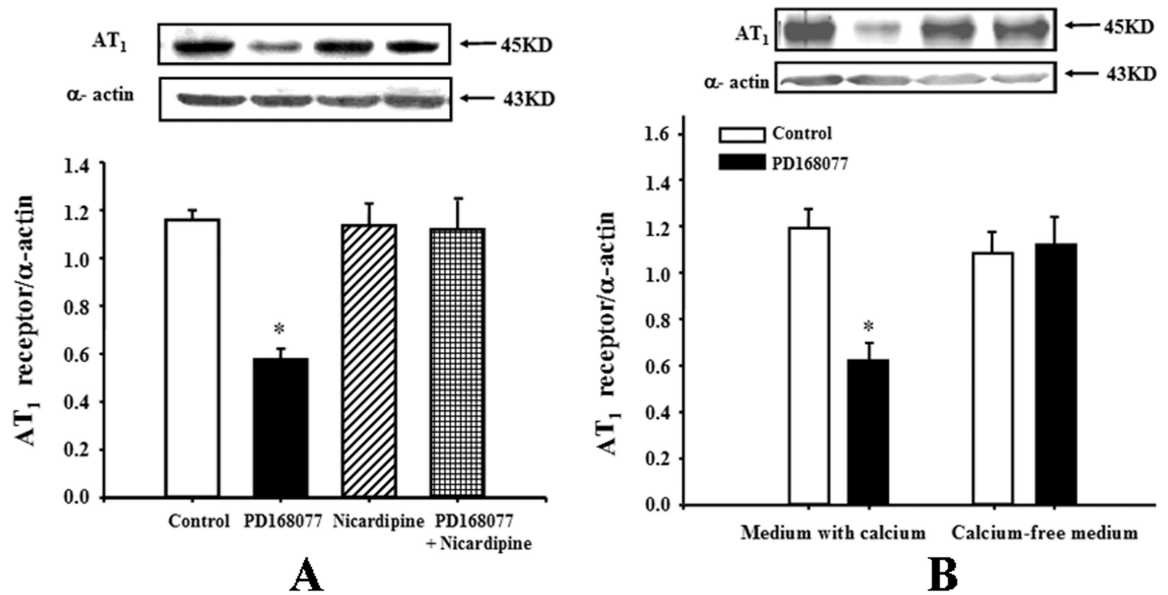 AT1
45KD
α- actin
43KD
AT1 receptor/α-actin
1.4
1.2
1.0
0.8
0.6
0.4
0.2
0.0
*
Control
PD168077
Nicardipine
PD168077
+ Nicardipine
A
AT1
45KD
α- actin
43KD
AT1 receptor/α-actin
1.6
1.4
1.2
1.0
0.8
0.6
0.4
0.2
0.0
Control
PD168077
*
Medium with calcium
Calcium-free medium
B